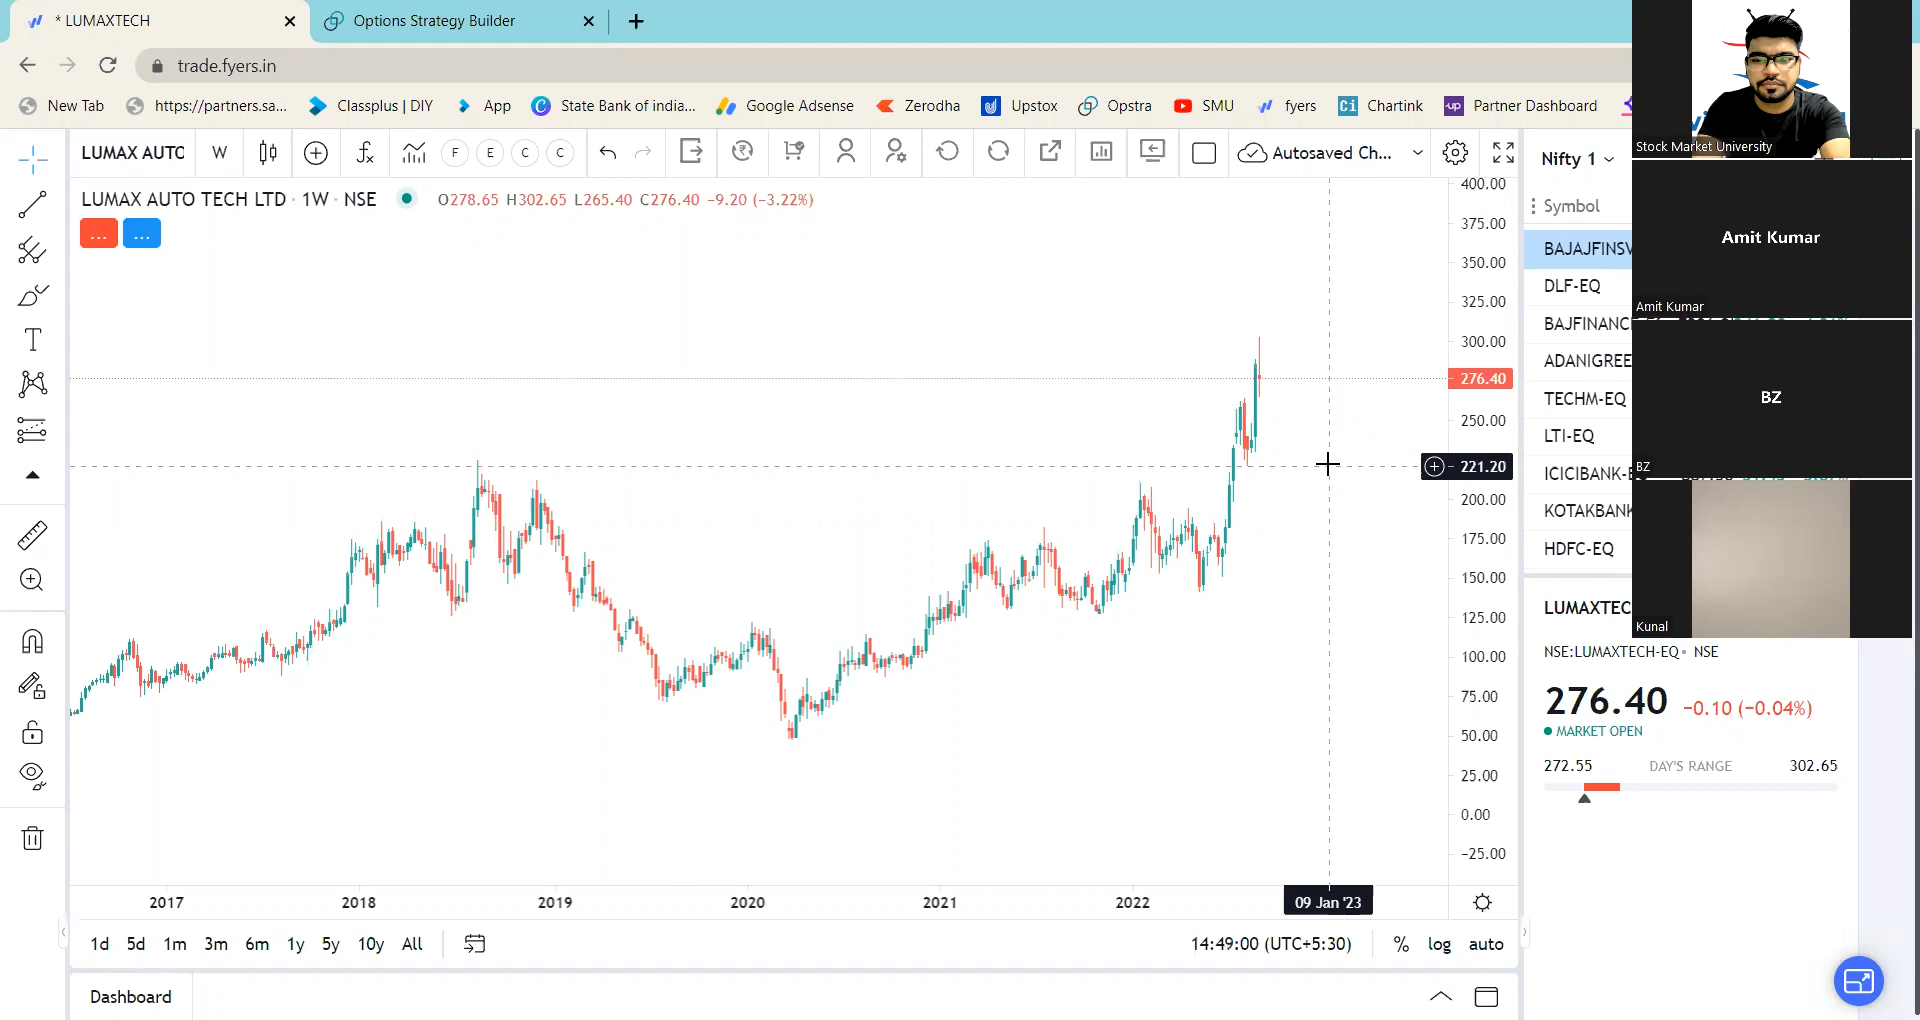 * LUMAXTECH
Options Strategy Builder
trade.fyers.in
New Tab
https://partners.sa...
Classplus | DIY
App
State Bank of india...
Google Adsense
Zerodha
Upstox
Opstra
SMU
fyers
Chartink
Partner Dashboard
LUMAX AUTO
W
F
E
C
C
Autosaved Ch...
Nifty 1
LUMAX AUTO TECH LTD · 1W · NSE
O278.65 H302.65 L265.40 C276.40 −9.20 (−3.22%)
...
...
400.00
375.00
350.00
325.00
300.00
276.40
250.00
221.20
200.00
175.00
150.00
125.00
100.00
75.00
50.00
25.00
0.00
−25.00
2017
2018
2019
2020
2021
2022
09 Jan '23
1d
5d
1m
3m
6m
1y
5y
10y
All
14:49:00 (UTC+5:30)
%
log
auto
Dashboard
Symbol
BAJAJFINSV
DLF-EQ
BAJFINANC
ADANIGREE
TECHM-EQ
LTI-EQ
ICICIBANK-E
KOTAKBANK
HDFC-EQ
LUMAXTEC
NSE:LUMAXTECH-EQ • NSE
276.40 −0.10 (−0.04%)
MARKET OPEN
272.55 DAY'S RANGE 302.65
Stock Market University
Amit Kumar
Amit Kumar
BZ
BZ
Kunal